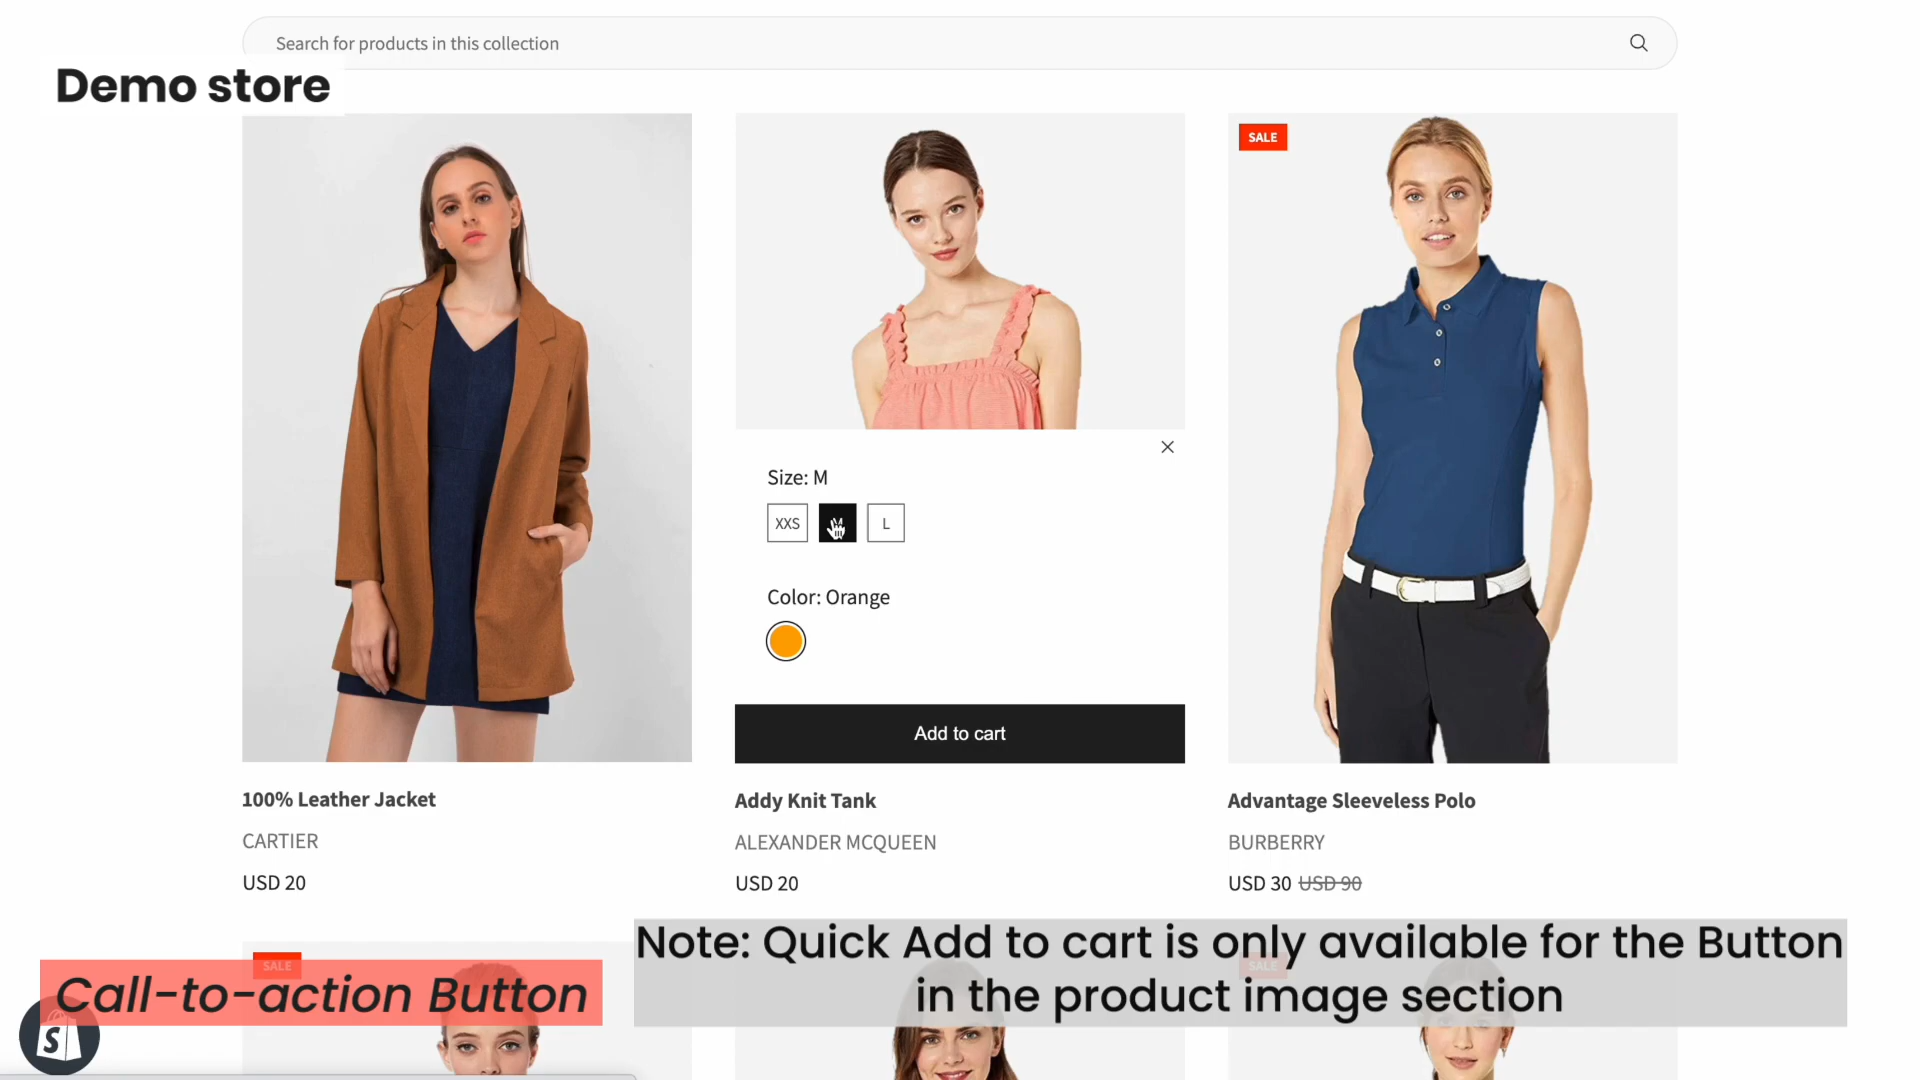 Search for products in this collection
Demo store
SALE
Size: M
XXS
L
Color: Orange
Add to cart
100% Leather Jacket
CARTIER
USD 20
Addy Knit Tank
ALEXANDER MCQUEEN
USD 20
Advantage Sleeveless Polo
BURBERRY
USD 30 USD 90
SALE
Call-to-action Button
Note: Quick Add to cart is only available for the Button
in the product image section
SALE
S